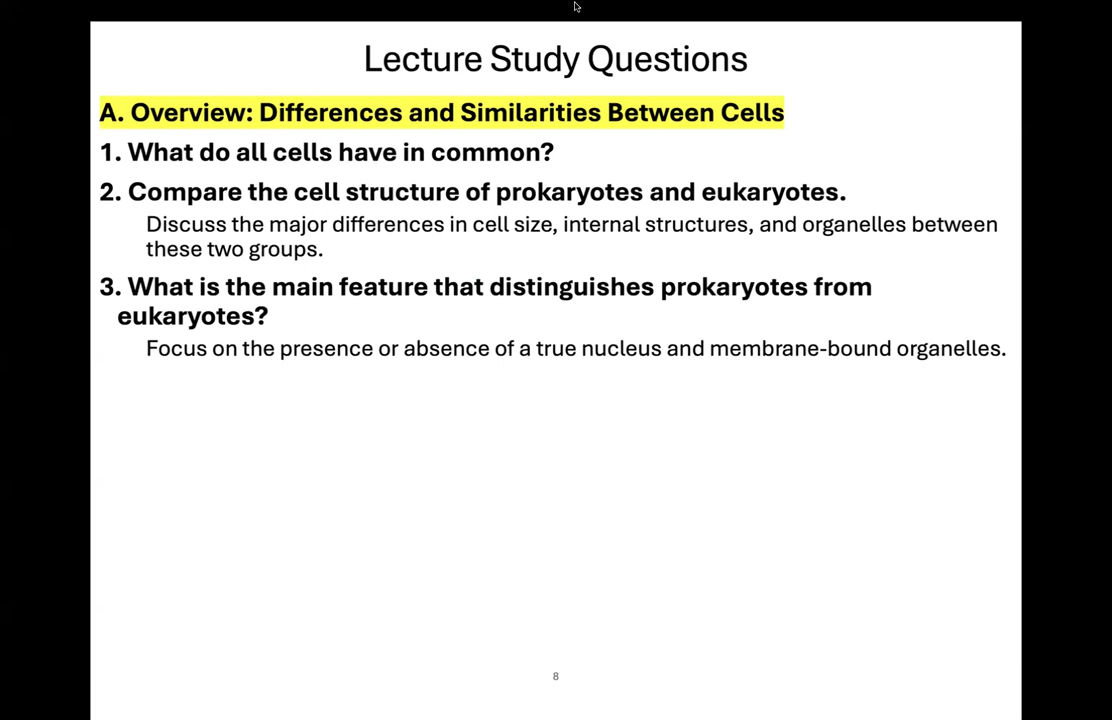 Lecture Study Questions
A. Overview: Differences and Similarities Between Cells
1. What do all cells have in common?
2. Compare the cell structure of prokaryotes and eukaryotes.
Discuss the major differences in cell size, internal structures, and organelles between
these two groups.
3. What is the main feature that distinguishes prokaryotes from
eukaryotes?
Focus on the presence or absence of a true nucleus and membrane-bound organelles.
8